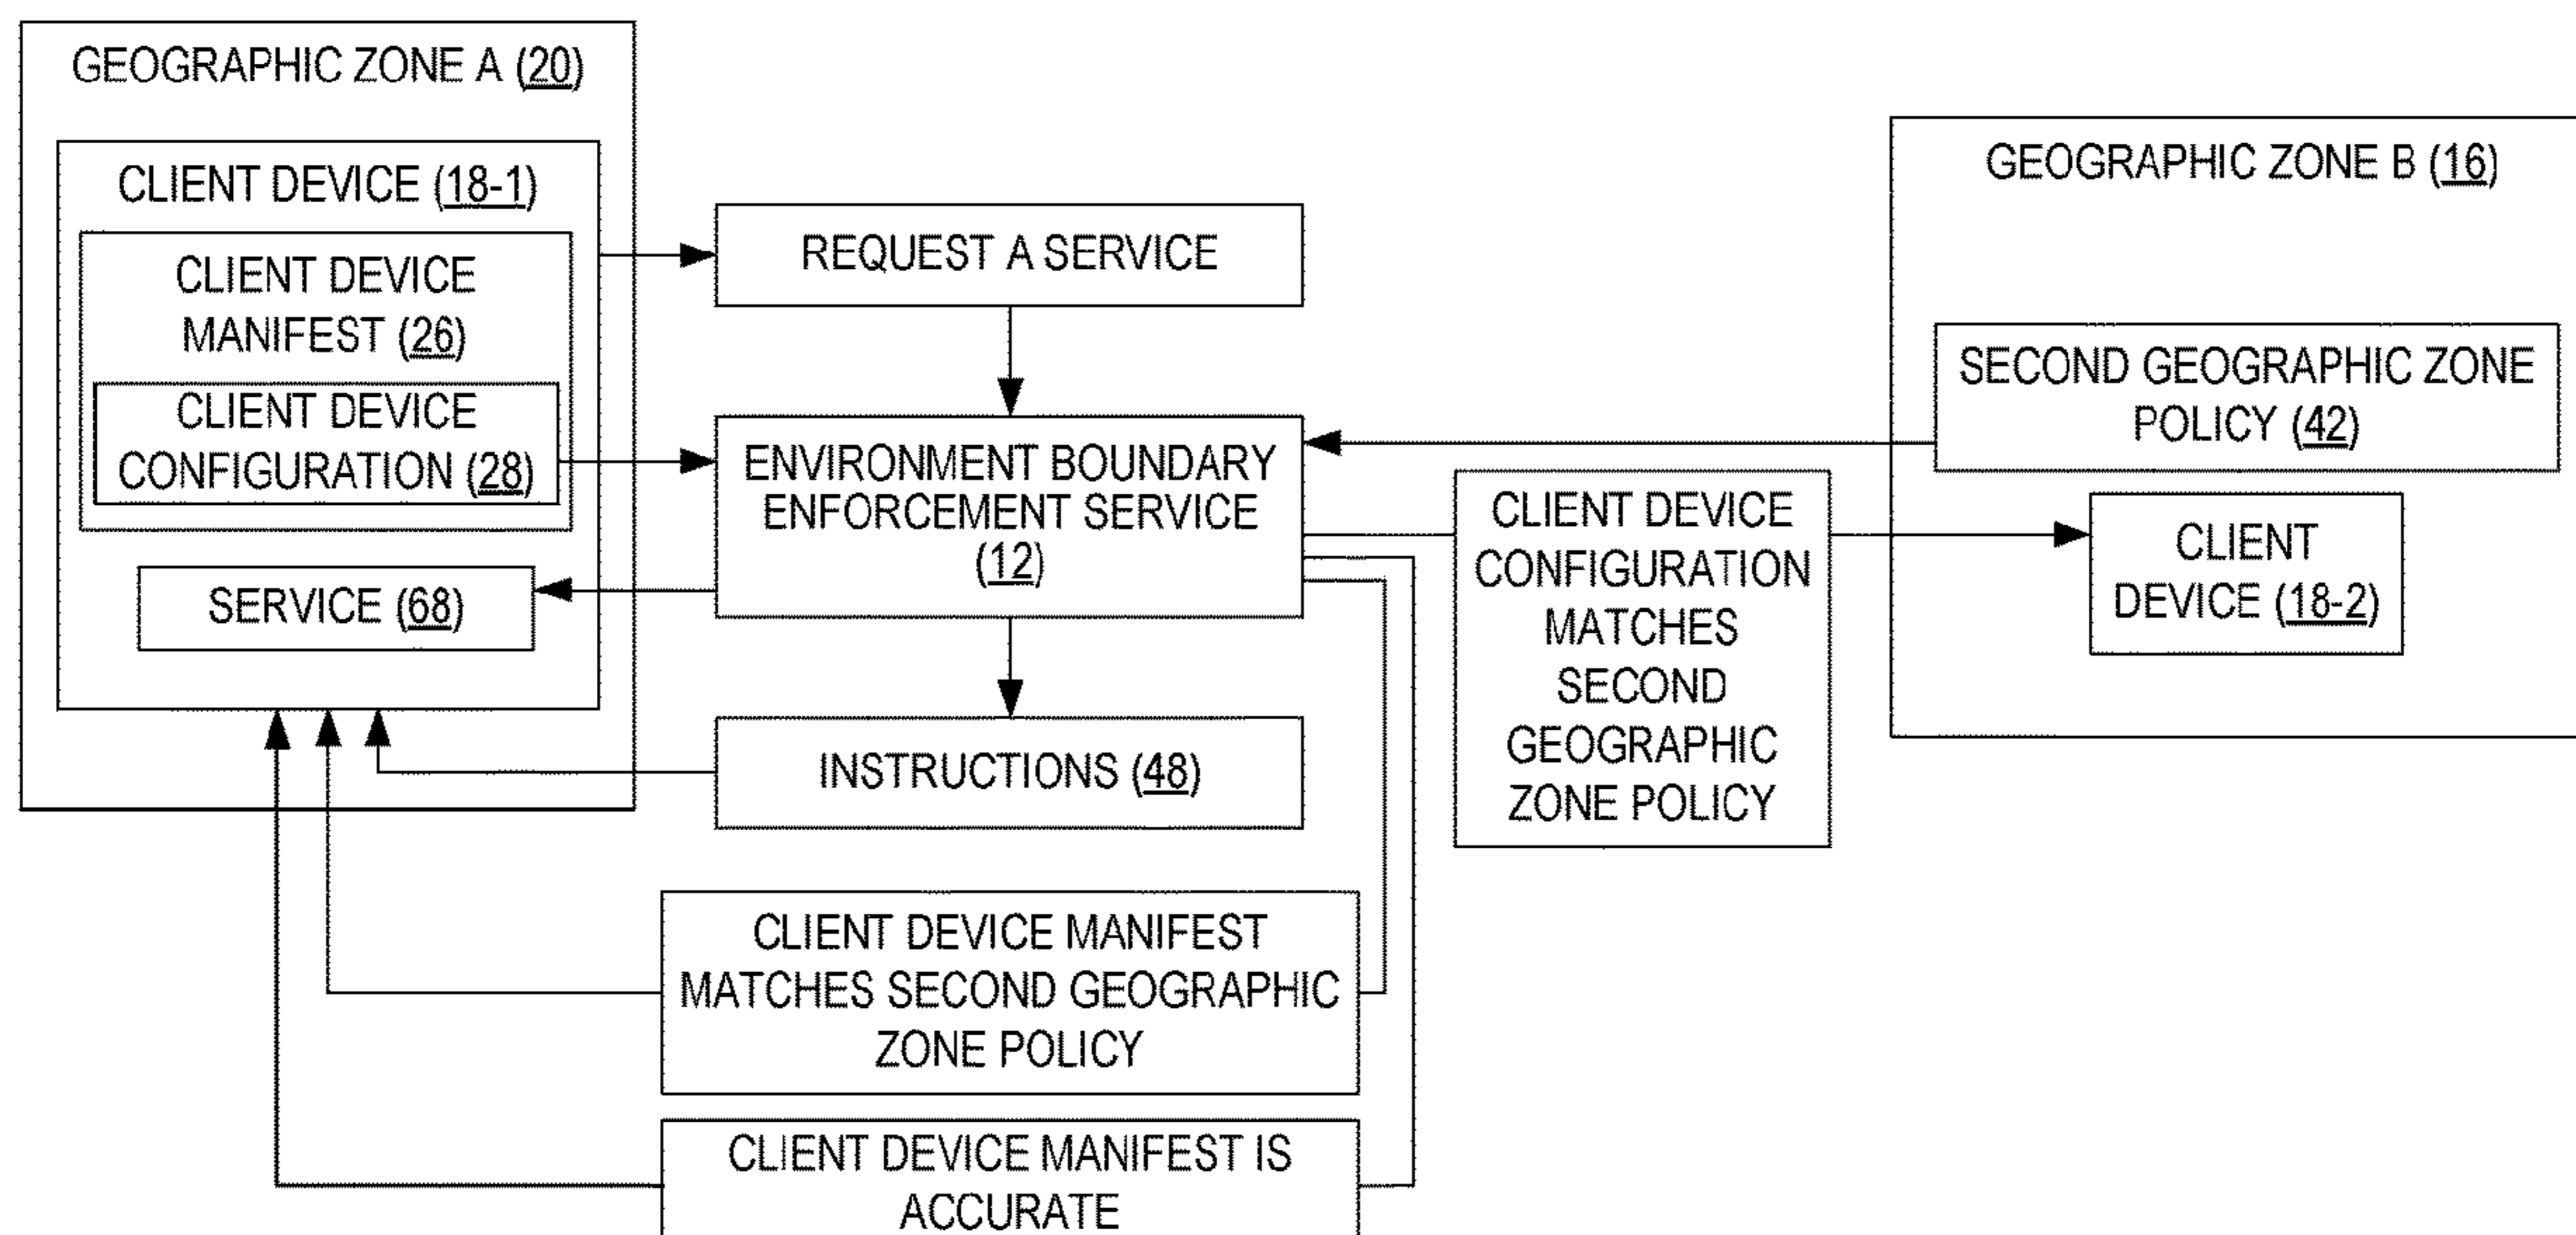 GEOGRAPHIC ZONE A (20)
CLIENT DEVICE (18-1)
CLIENT DEVICE
MANIFEST (26)
CLIENT DEVICE
CONFIGURATION (28)
SERVICE (68)
REQUEST A SERVICE
ENVIRONMENT BOUNDARY
ENFORCEMENT SERVICE
(12)
INSTRUCTIONS (48)
CLIENT DEVICE MANIFEST
MATCHES SECOND GEOGRAPHIC
ZONE POLICY
CLIENT DEVICE MANIFEST IS
ACCURATE
CLIENT DEVICE
CONFIGURATION
MATCHES
SECOND
GEOGRAPHIC
ZONE POLICY
GEOGRAPHIC ZONE B (16)
SECOND GEOGRAPHIC ZONE
POLICY (42)
CLIENT
DEVICE (18-2)